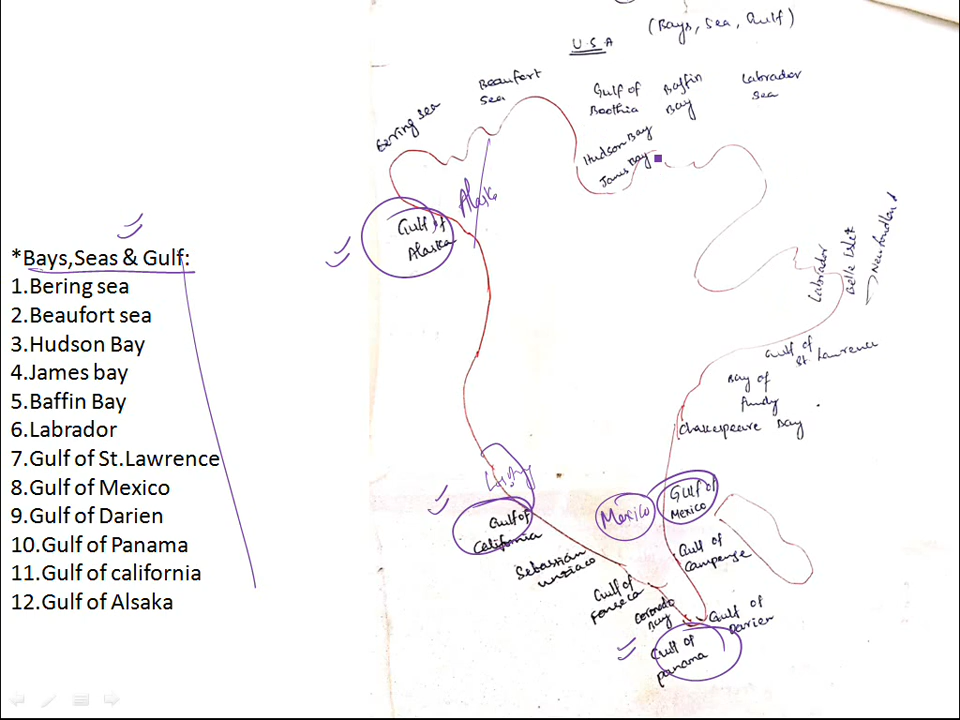 U.S.A
(Bays, Sea, Gulf)
Bering sea
Beaufort
sea
Gulf of
Boothia
Baffin
Bay
Labrador
sea
Hudson Bay
James Bay
Alaska
Gulf of
Alaska
*Bays,Seas & Gulf:
1.Bering sea
2.Beaufort sea
3.Hudson Bay
4.James bay
5.Baffin Bay
6.Labrador
7.Gulf of St.Lawrence
8.Gulf of Mexico
9.Gulf of Darien
10.Gulf of Panama
11.Gulf of california
12.Gulf of Alsaka
Labrador
Belle Isle
Newfoundland
Gulf of
St Lawrence
Bay of
fundy
Chakespeare Bay
Gulf of
California
Mexico
Gulf of
Mexico
Sebastian
Gulf of
Campenge
Gulf of
Fonseca
Coronado
Bay
Gulf of
Darien
Gulf of
panama